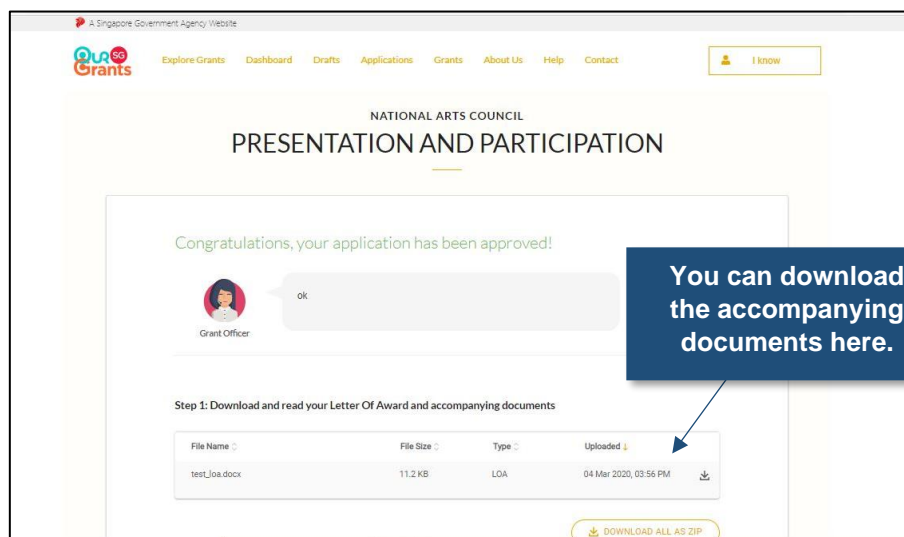 A Singapore Government Agency Website
OUR SG
Grants
Explore Grants Dashboard Drafts Applications Grants About Us Help Contact
I know
NATIONAL ARTS COUNCIL
PRESENTATION AND PARTICIPATION
Congratulations, your application has been approved!
ok
Grant Officer
You can download
the accompanying
documents here.
Step 1: Download and read your Letter Of Award and accompanying documents
File Name File Size Type Uploaded
test_loa.docx 11.2 KB LOA 04 Mar 2020, 03:56 PM
DOWNLOAD ALL AS ZIP